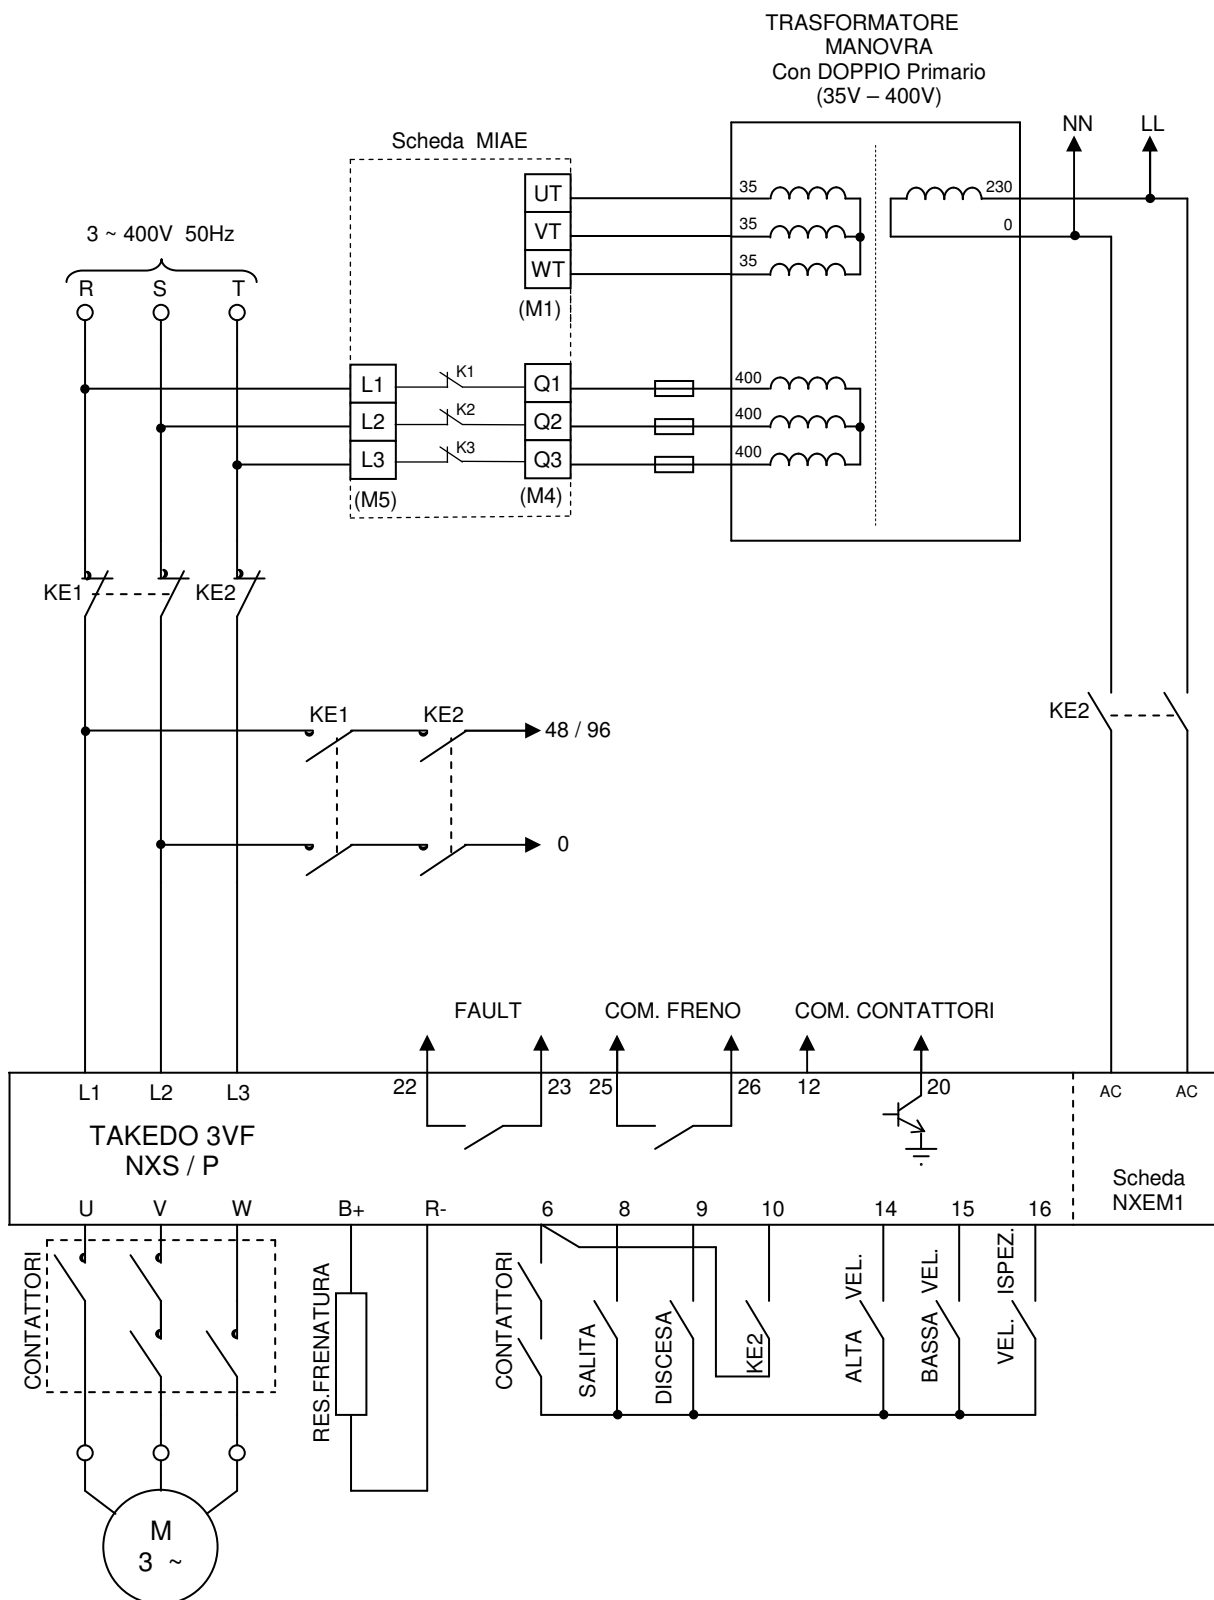 TRASFORMATORE
MANOVRA
Con DOPPIO Primario
(35V – 400V)
NN LL
Scheda MIAE
UT 35 230
VT 35 0
WT 35
(M1)
3 ~ 400V 50Hz
R S T
L1 K1 Q1 400
L2 K2 Q2 400
L3 K3 Q3 400
(M5) (M4)
KE1 KE2
KE1 KE2 48 / 96
KE2
0
FAULT COM. FRENO COM. CONTATTORI
L1 L2 L3 22 23 25 26 12 20 AC AC
TAKEDO 3VF
NXS / P
Scheda
NXEM1
U V W B+ R- 6 8 9 10 14 15 16
CONTATTORI
RES.FRENATURA
CONTATTORI
SALITA
DISCESA
KE2
ALTA VEL.
BASSA VEL.
VEL. ISPEZ.
M
3 ~